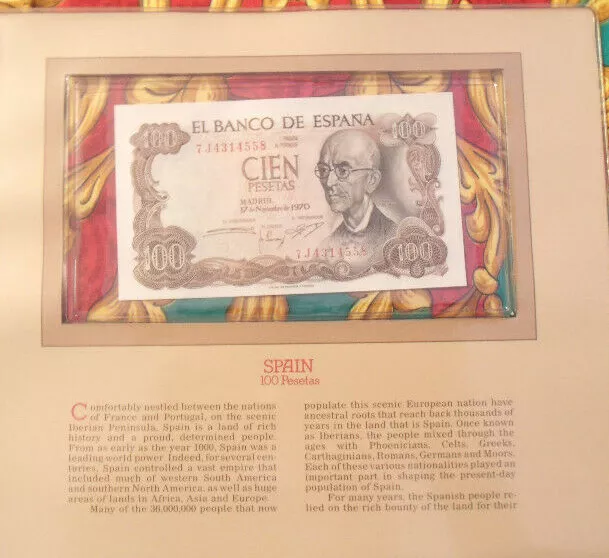 EL BANCO DE ESPAÑA
100
100
7J4314558
CIEN
PESETAS
MADRID,
17 de Noviembre de 1970
7J4314558
100
100
SPAIN
100 Pesetas
Comfortably nestled between the nations
of France and Portugal, on the scenic
Iberian Peninsula, Spain is a land of rich
history and a proud, determined people.
From as early as the year 1000, Spain was a
leading world power. Indeed, for several cen-
turies, Spain controlled a vast empire that
included much of western South America
and southern North America, as well as huge
areas of lands in Africa, Asia and Europe.
Many of the 36,000,000 people that now
populate this scenic European nation have
ancestral roots that reach back thousands of
years in the land that is Spain. Once known
as Iberians, the people mixed through the
ages with Phoenicians, Celts, Greeks,
Carthaginians, Romans, Germans and Moors.
Each of these various nationalities played an
important part in shaping the present-day
population of Spain.
For many years, the Spanish people re-
lied on the rich bounty of the land for their